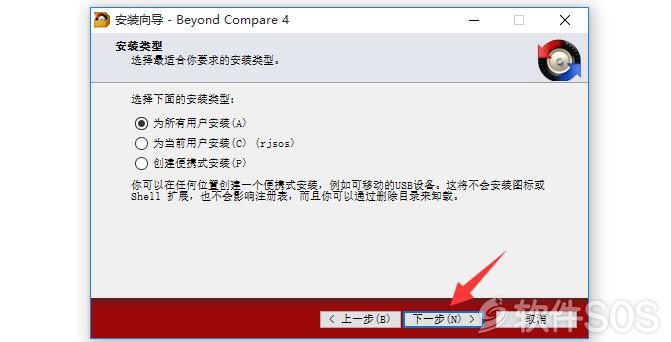 安装向导 - Beyond Compare 4
安装类型
选择最适合你要求的安装类型。
选择下面的安装类型:
为所有用户安装(A)
为当前用户安装(C) (rjsos)
创建便携式安装(P)
你可以在任何位置创建一个便携式安装，例如可移动的USB设备。这将不会安装图标或
Shell 扩展，也不会影响注册表，而且你可以通过删除目录来卸载。
< 上一步(B)
下一步(N) >
取消
软件SOS